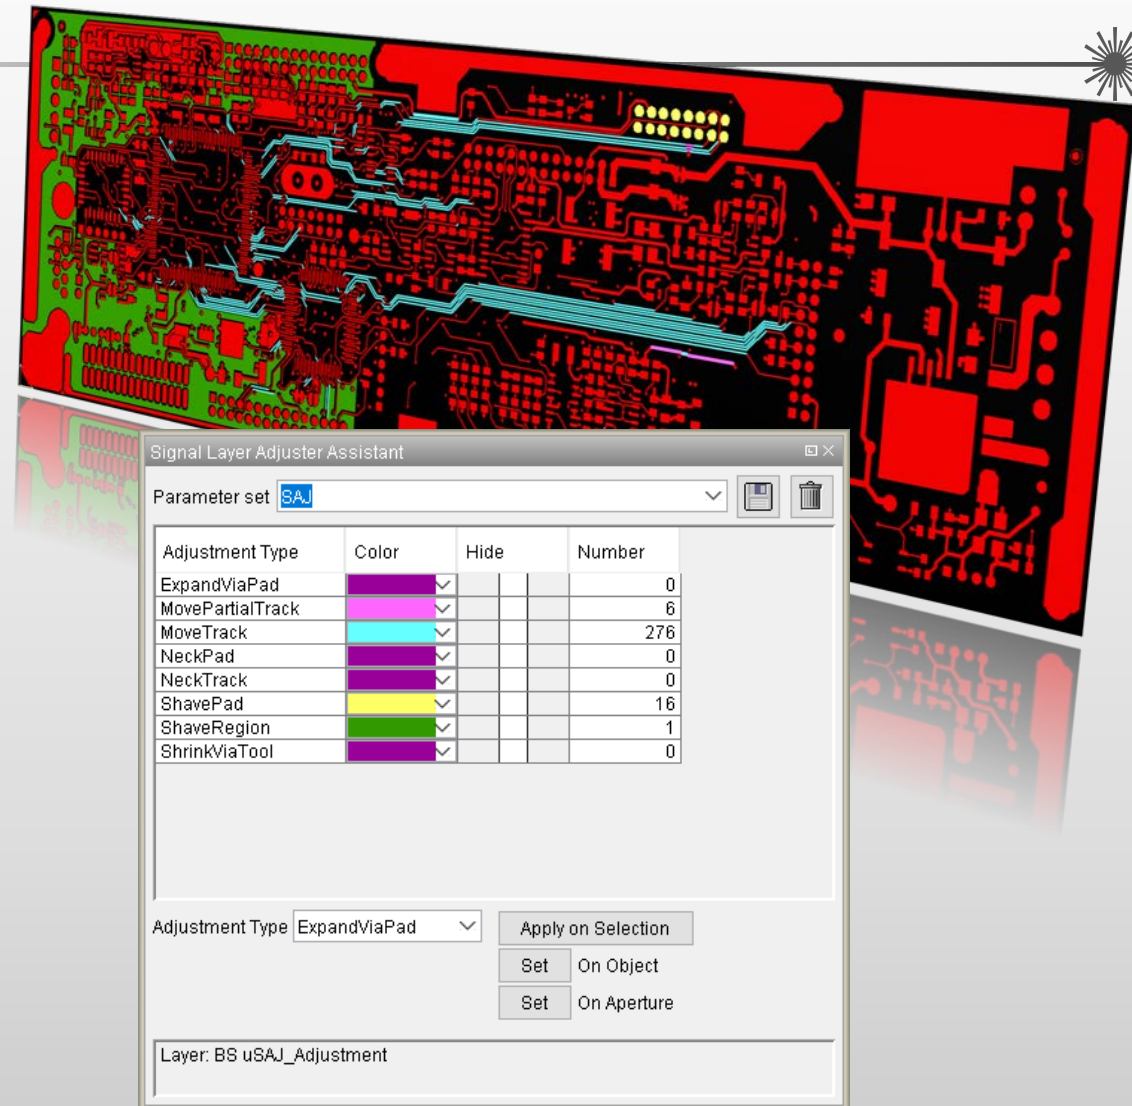 Signal Layer Adjuster Assistant
Parameter set SAJ
Adjustment Type Color Hide Number
ExpandViaPad 0
MovePartialTrack 6
MoveTrack 276
NeckPad 0
NeckTrack 0
ShavePad 16
ShaveRegion 1
ShrinkViaTool 0
Adjustment Type ExpandViaPad Apply on Selection
Set On Object
Set On Aperture
Layer: BS uSAJ_Adjustment